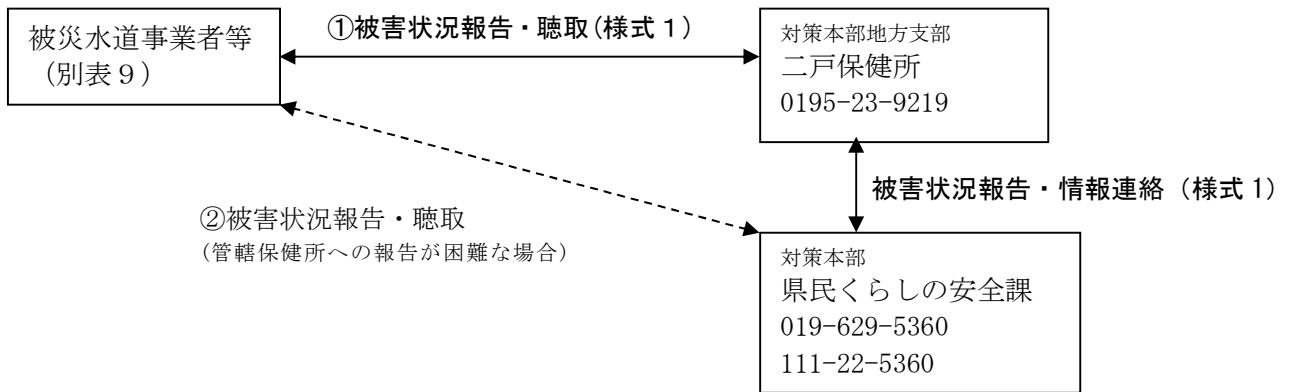 ①被害状況報告・聴取(様式1)
被災水道事業者等
(別表9)
対策本部地方支部
二戸保健所
0195-23-9219
被害状況報告・情報連絡(様式1)
②被害状況報告・聴取
(管轄保健所への報告が困難な場合)
対策本部
県民くらしの安全課
019-629-5360
111-22-5360